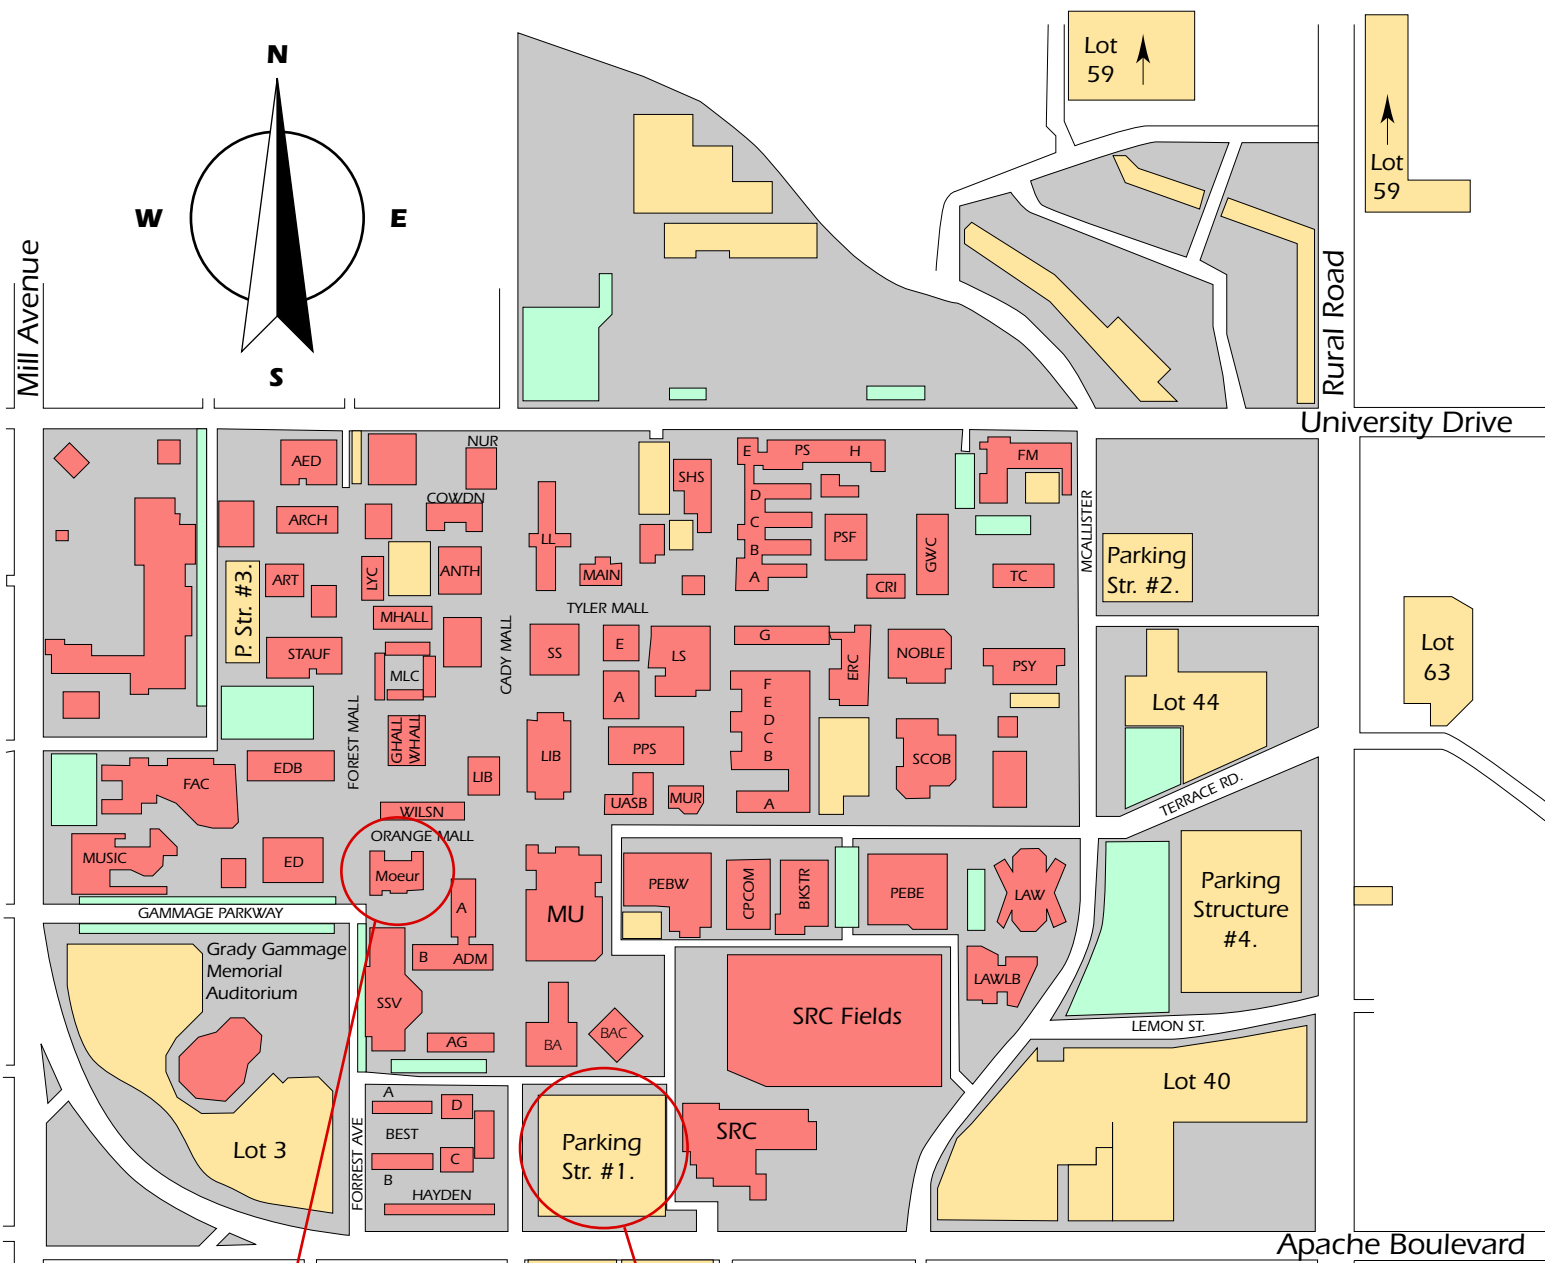 N
W
E
S
Mill Avenue
Lot
59
Lot
59
Rural Road
University Drive
AED
NUR
COWDN
ARCH
LL
SHS
E
PS
H
D
C
B
A
PSF
GWC
FM
MCALISTER
Parking
Str. #2.
P. Str. #3.
ART
LYC
ANTH
MAIN
CRI
TC
MHALL
TYLER MALL
STAUF
MLC
CADY MALL
SS
E
LS
A
G
ERC
NOBLE
PSY
Lot
63
Lot 44
F
E
D
C
B
A
FOREST MALL
GHALL
WHALL
LIB
LIB
PPS
SCOB
FAC
EDB
UASB
MUR
TERRACE RD.
WILSN
ORANGE MALL
MUSIC
ED
Moeur
A
MU
PEBW
CPCOM
BKSTR
PEBE
LAW
Parking
Structure
#4.
GAMMAGE PARKWAY
Grady Gammage
Memorial
Auditorium
B
ADM
SSV
LAWLB
SRC Fields
LEMON ST.
AG
BA
BAC
Lot 40
A
D
BEST
C
B
HAYDEN
FORREST AVE
Lot 3
Parking
Str. #1.
SRC
Apache Boulevard